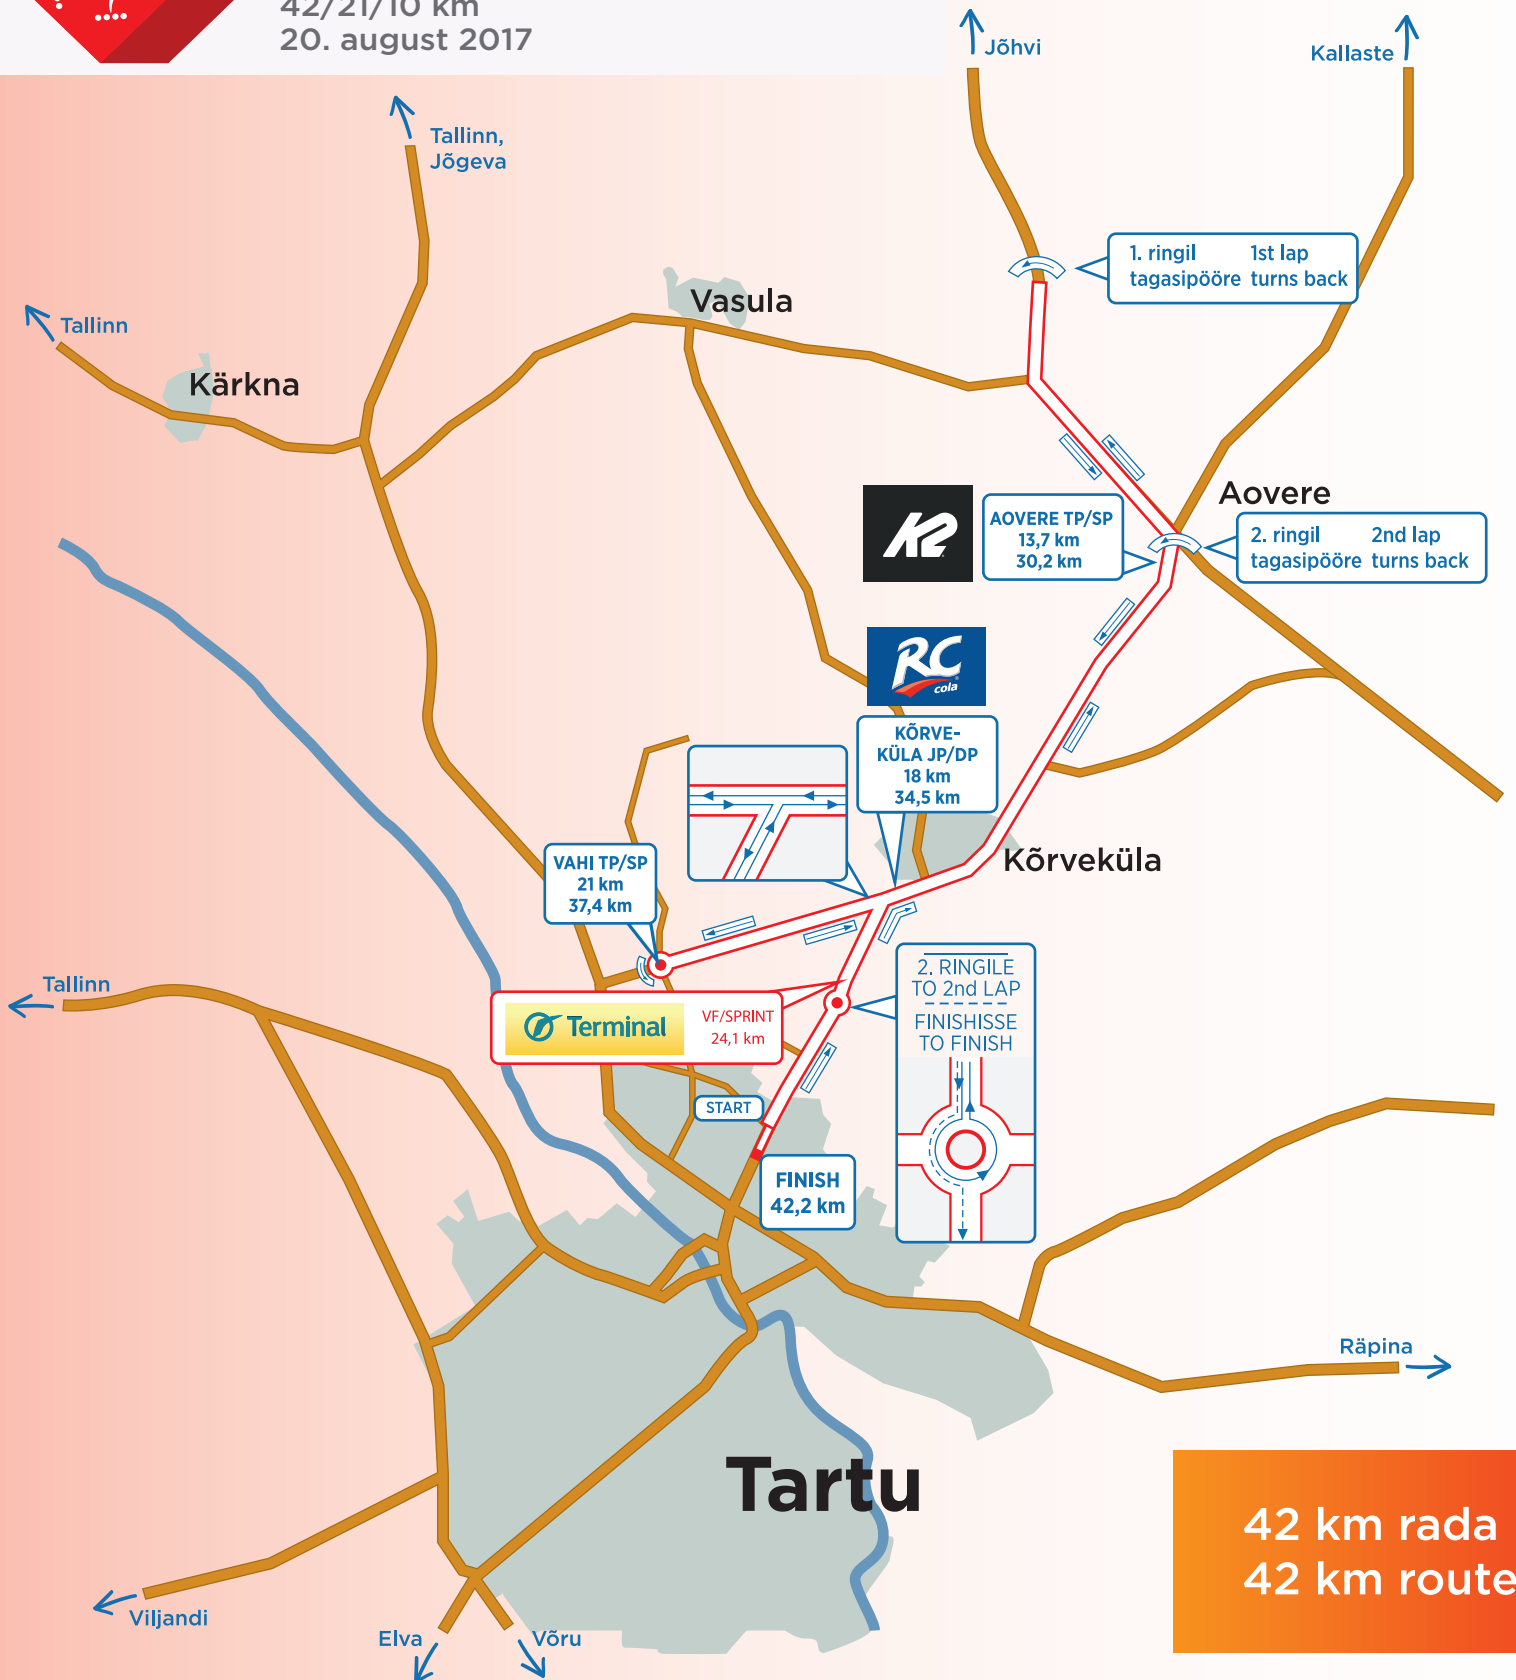 42/21/10 km
20. august 2017
Jõhvi
Kallaste
Tallinn,
Jõgeva
1. ringil 1st lap
tagasipööre turns back
Vasula
Tallinn
Kärkna
Aovere
K2
AOVERE TP/SP
13,7 km
30,2 km
2. ringil 2nd lap
tagasipööre turns back
RC
cola
KÕRVE-
KÜLA JP/DP
18 km
34,5 km
Kõrveküla
VAHI TP/SP
21 km
37,4 km
2. RINGILE
TO 2nd LAP
FINISHISSE
TO FINISH
Tallinn
Terminal
VF/SPRINT
24,1 km
START
FINISH
42,2 km
Räpina
Tartu
42 km rada
42 km route
Viljandi
Elva
Võru